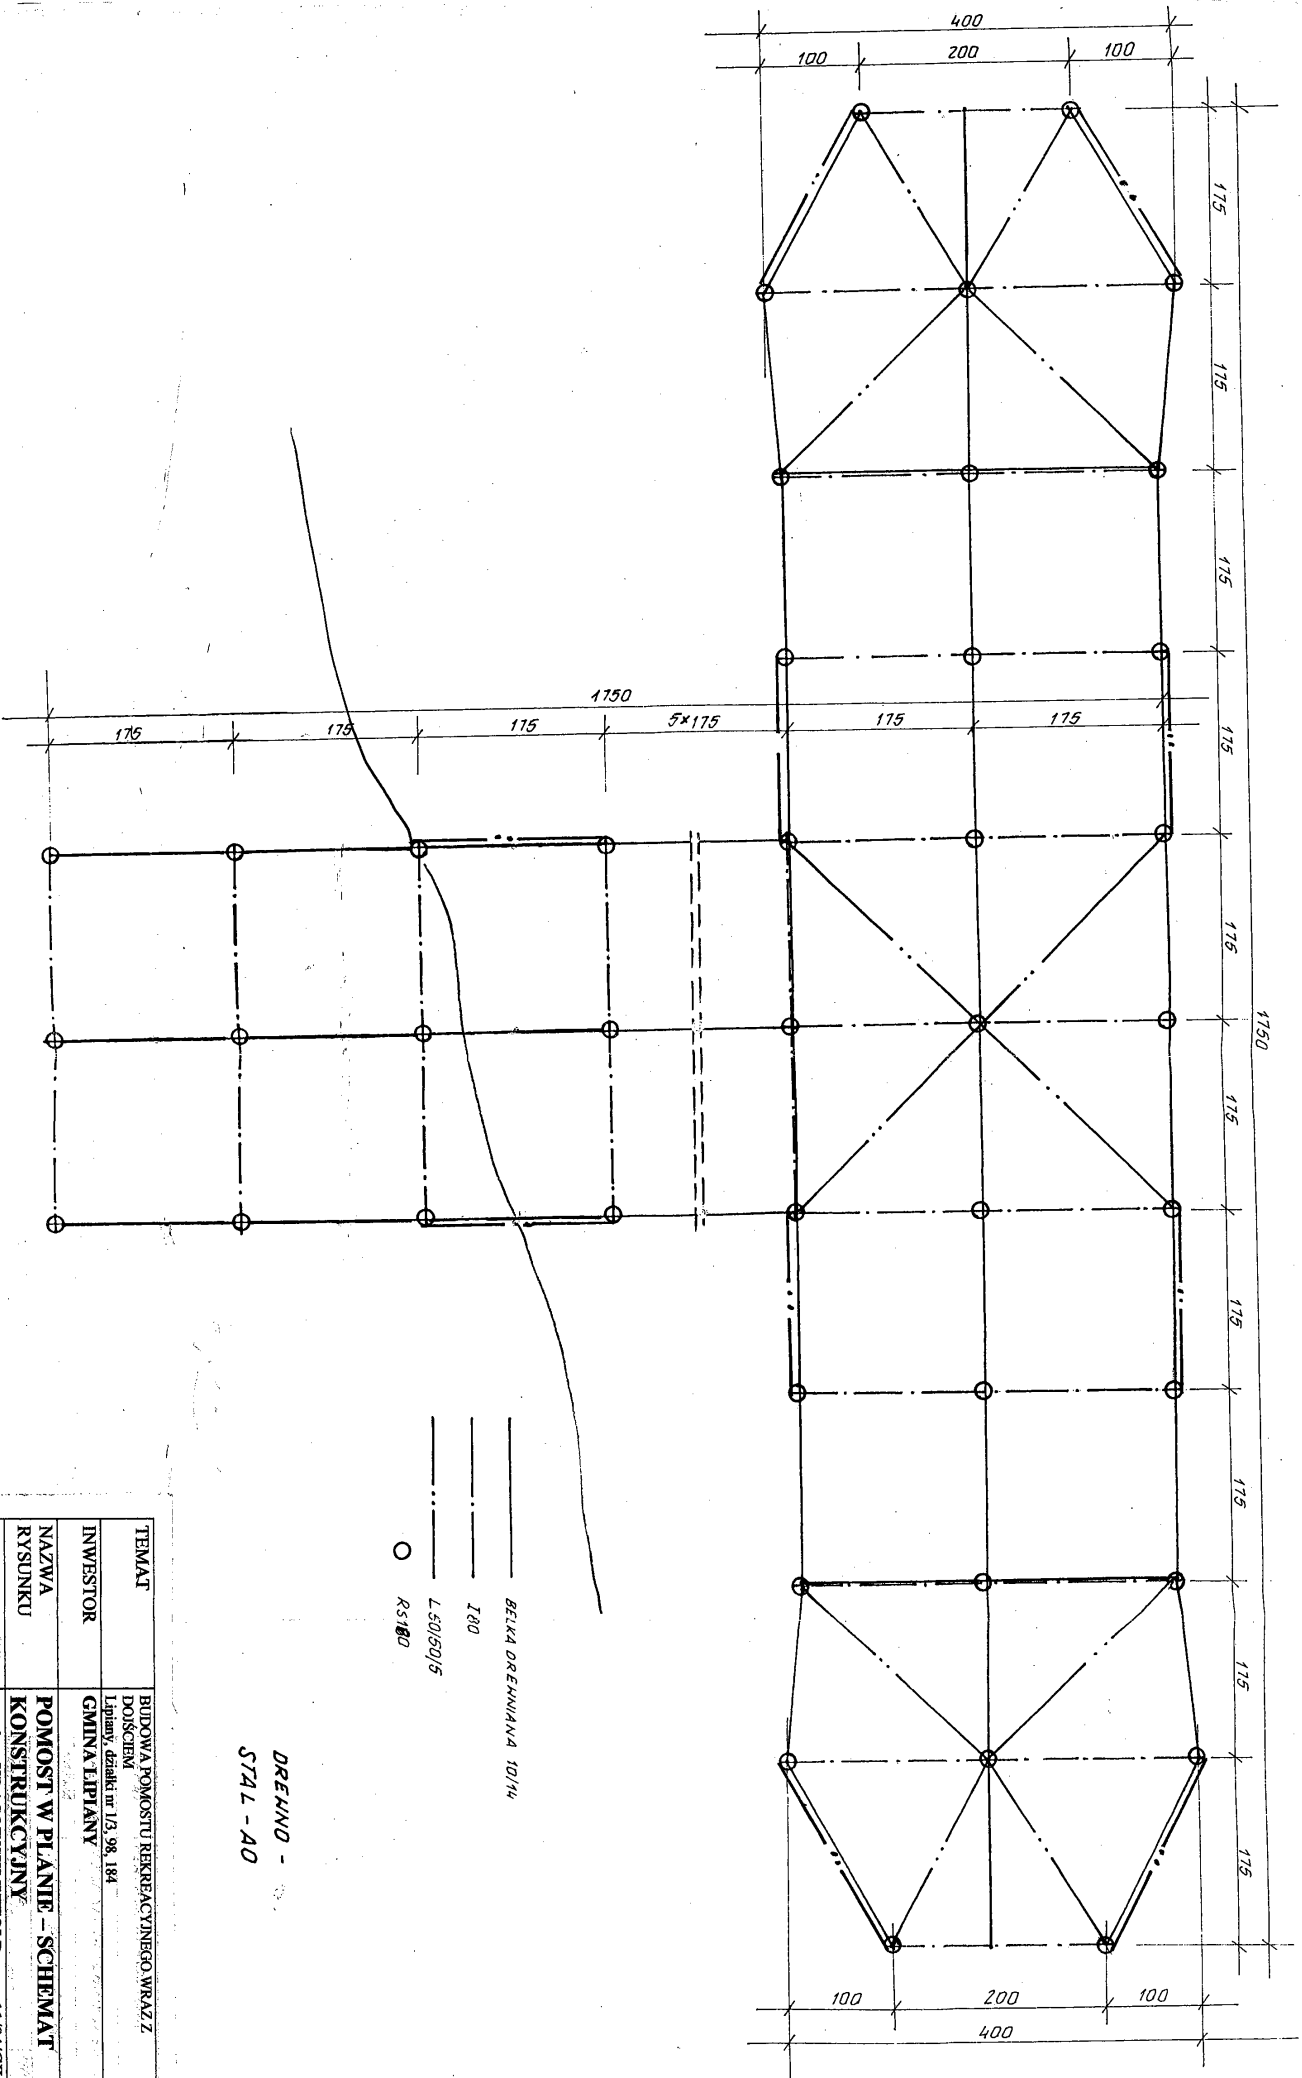 400
100 200 100
175
175
175
175
175
175
175
175
175
175
1750
1750
175 175 175 5×175 175 175
BELKA DREWNIANA 10/14
I 80
L 50/50/5
DREWNO -
STAL - A0
TEMAT
BUDOWA POMOSTU REKREACYJNEGO WRAZ Z
DOJŚCIEM
Lipiany, działki nr 1/3, 98, 184
INWESTOR
GMINA LIPIANY
NAZWA
RYSUNKU
POMOST W PLANIE – SCHEMAT
KONSTRUKCYJNY
100 200 100
400